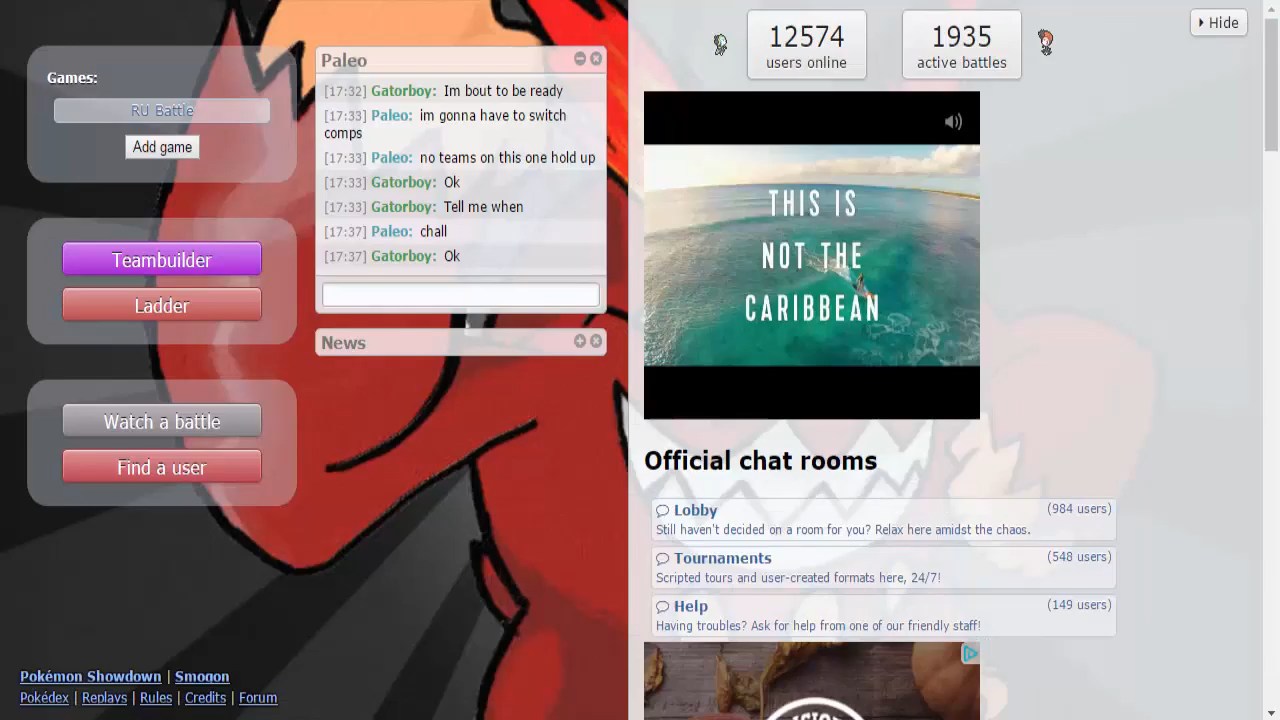 Games:
RU Battle
Add game
Teambuilder
Ladder
Watch a battle
Find a user
Pokémon Showdown | Smogon
Pokédex | Replays | Rules | Credits | Forum
Paleo
[17:32] Gatorboy: Im bout to be ready
[17:33] Paleo: im gonna have to switch
comps
[17:33] Paleo: no teams on this one hold up
[17:33] Gatorboy: Ok
[17:33] Gatorboy: Tell me when
[17:37] Paleo: chall
[17:37] Gatorboy: Ok
News
12574
users online
1935
active battles
Hide
THIS IS
NOT THE
CARIBBEAN
Official chat rooms
Lobby (984 users)
Still haven't decided on a room for you? Relax here amidst the chaos.
Tournaments (548 users)
Scripted tours and user-created formats here, 24/7!
Help (149 users)
Having troubles? Ask for help from one of our friendly staff!